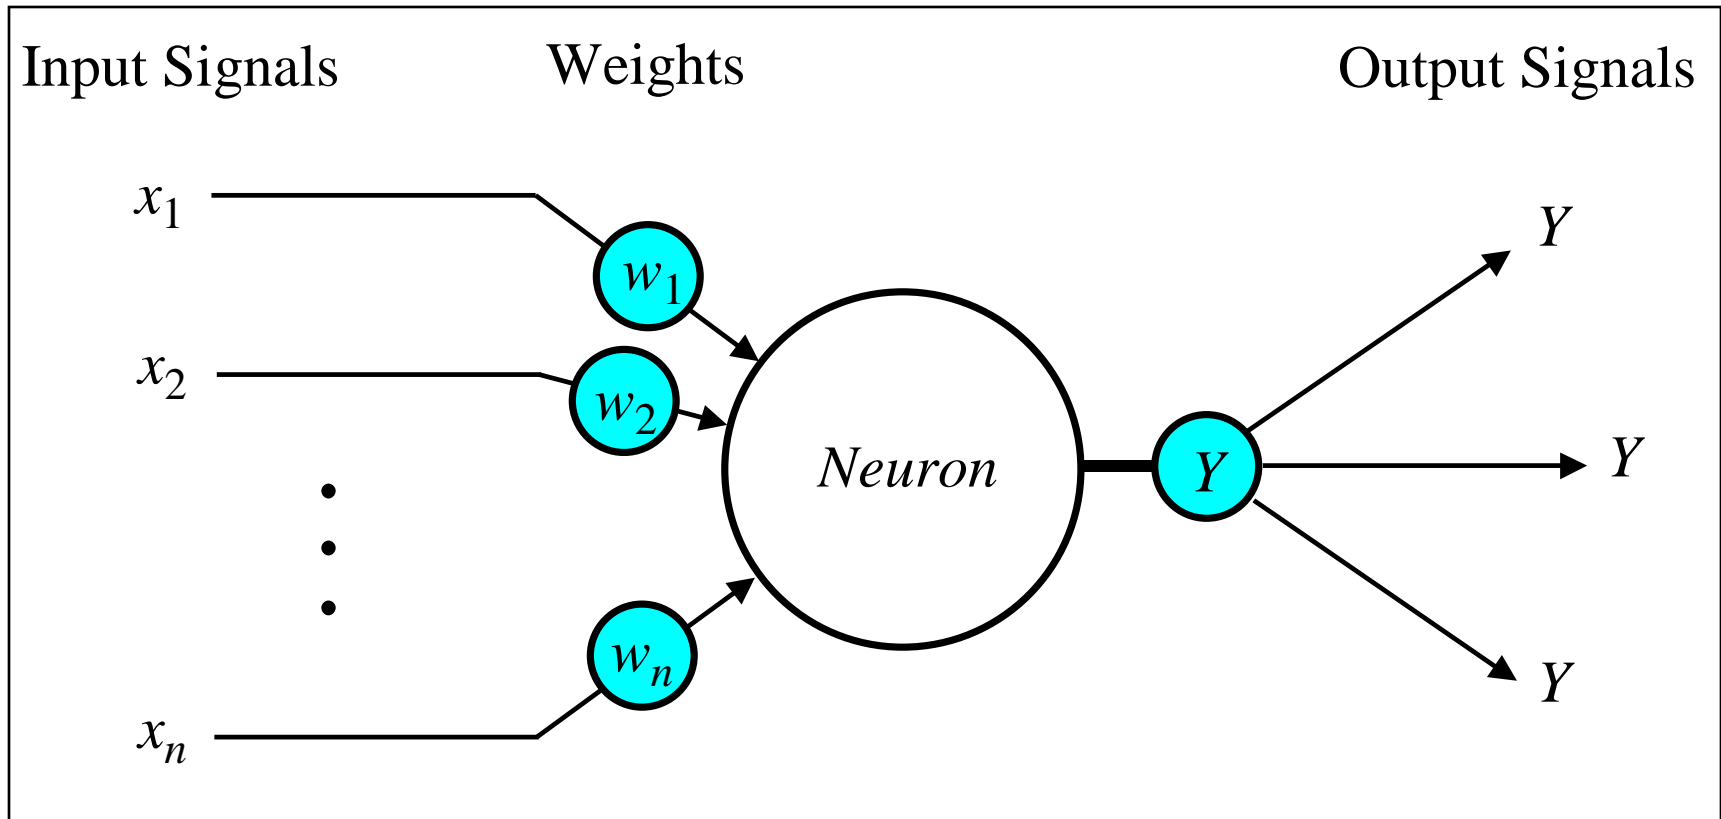 Input Signals Weights Output Signals
x1
w1
Y
x2
w2
Neuron
Y
Y
wn
Y
xn